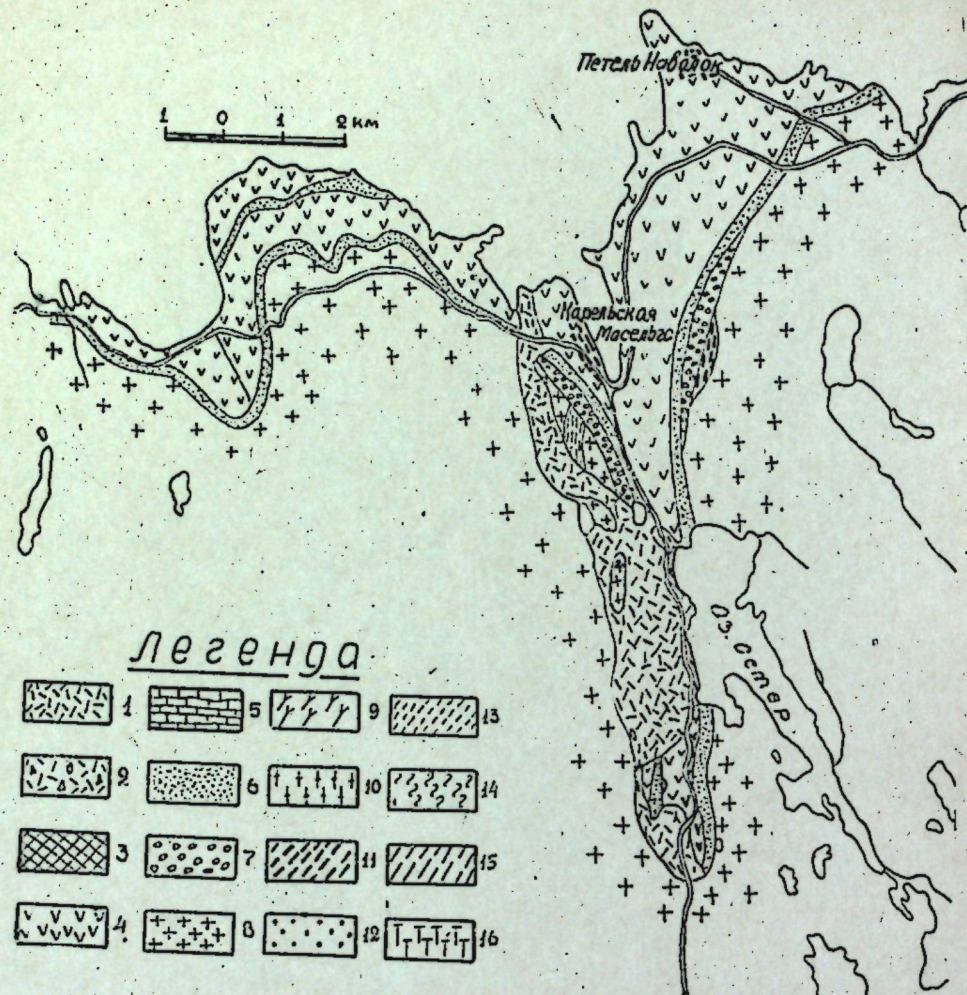 Петель Наволок
1 0 1 2 км
Карельская
Масельга
Оз. Остер
Легенда
1 5 9 13
2 6 10 14
3 7 11 15
4 8 12 16